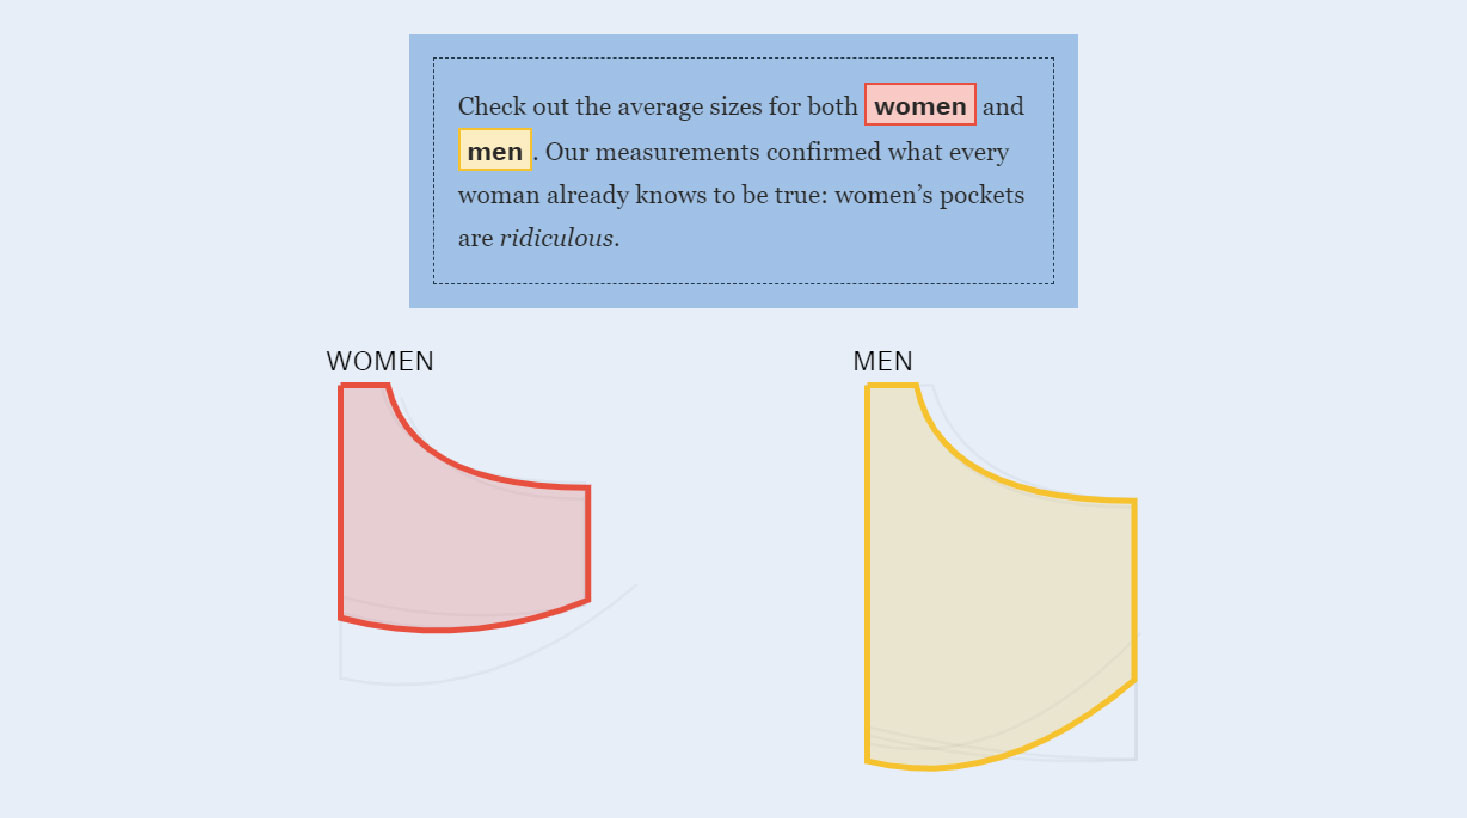 Check out the average sizes for both women and
men. Our measurements confirmed what every
woman already knows to be true: women’s pockets
are ridiculous.
WOMEN
MEN